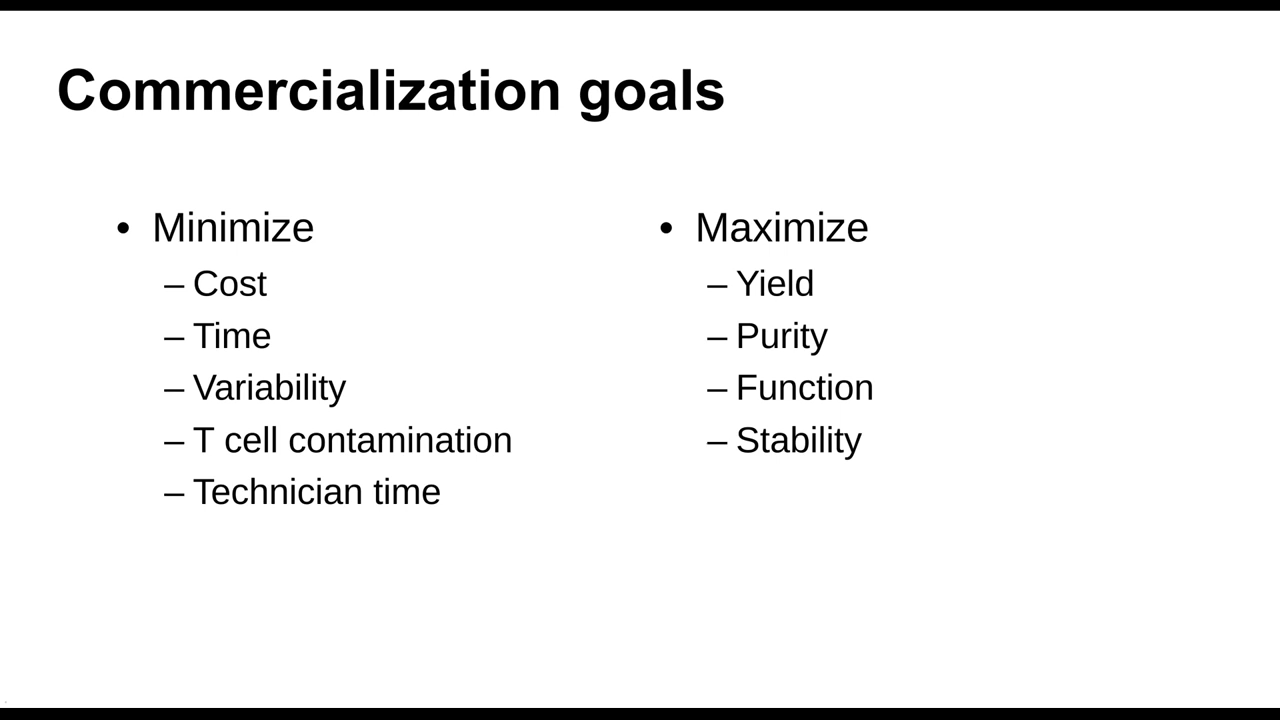 Commercialization goals
• Minimize
– Cost
– Time
– Variability
– T cell contamination
– Technician time
• Maximize
– Yield
– Purity
– Function
– Stability